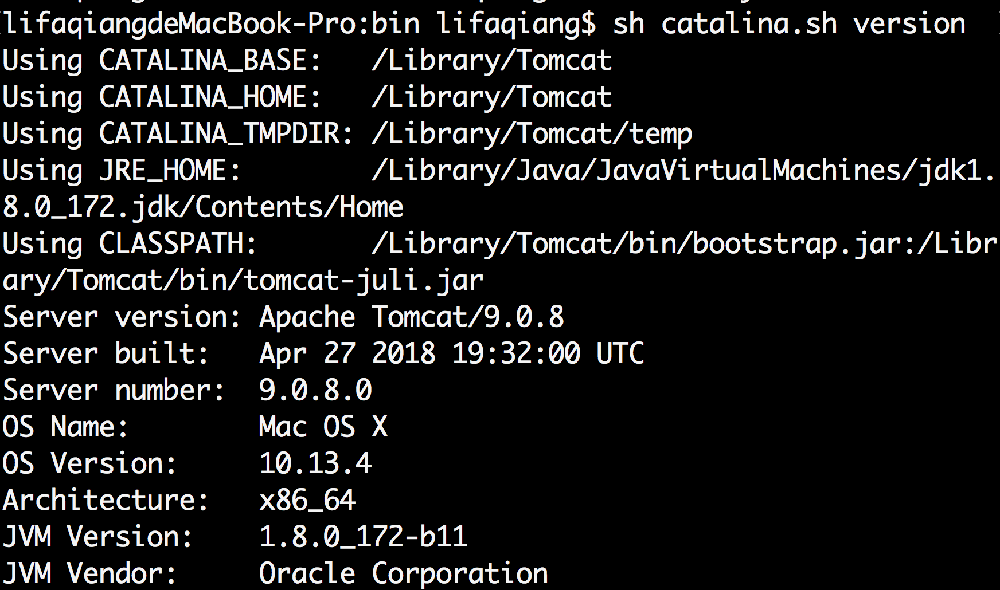 lifaqiangdeMacBook-Pro:bin lifaqiang$ sh catalina.sh version
Using CATALINA_BASE:   /Library/Tomcat
Using CATALINA_HOME:   /Library/Tomcat
Using CATALINA_TMPDIR: /Library/Tomcat/temp
Using JRE_HOME:        /Library/Java/JavaVirtualMachines/jdk1.
8.0_172.jdk/Contents/Home
Using CLASSPATH:       /Library/Tomcat/bin/bootstrap.jar:/Libr
ary/Tomcat/bin/tomcat-juli.jar
Server version: Apache Tomcat/9.0.8
Server built:   Apr 27 2018 19:32:00 UTC
Server number:  9.0.8.0
OS Name:        Mac OS X
OS Version:     10.13.4
Architecture:   x86_64
JVM Version:    1.8.0_172-b11
JVM Vendor:     Oracle Corporation